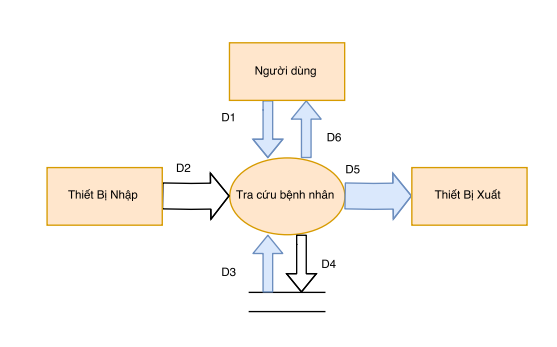 Người dùng
D1
D6
D2
D5
Thiết Bị Nhập
Tra cứu bệnh nhân
Thiết Bị Xuất
D3
D4